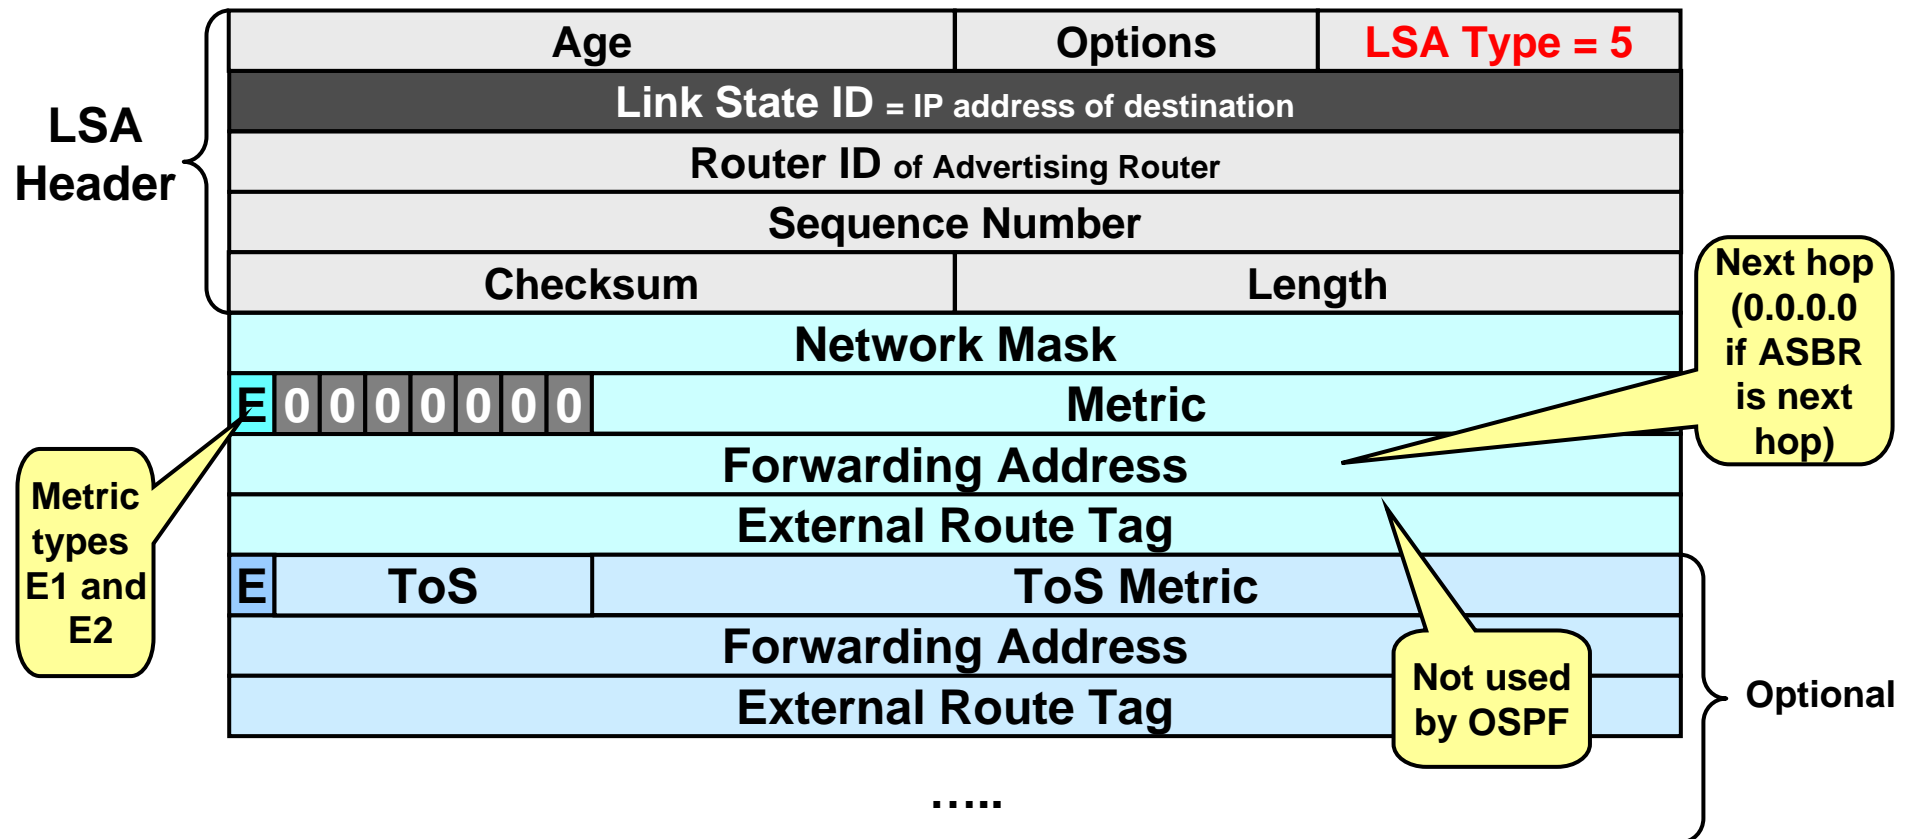 Age Options LSA Type = 5
Link State ID = IP address of destination
LSA
Header
Router ID of Advertising Router
Sequence Number
Checksum Length
Next hop
(0.0.0.0
if ASBR
is next
hop)
Network Mask
E 0 0 0 0 0 0 0 Metric
Forwarding Address
Metric
types
E1 and
E2
External Route Tag
E ToS ToS Metric
Forwarding Address
Not used
by OSPF
External Route Tag
Optional
.....